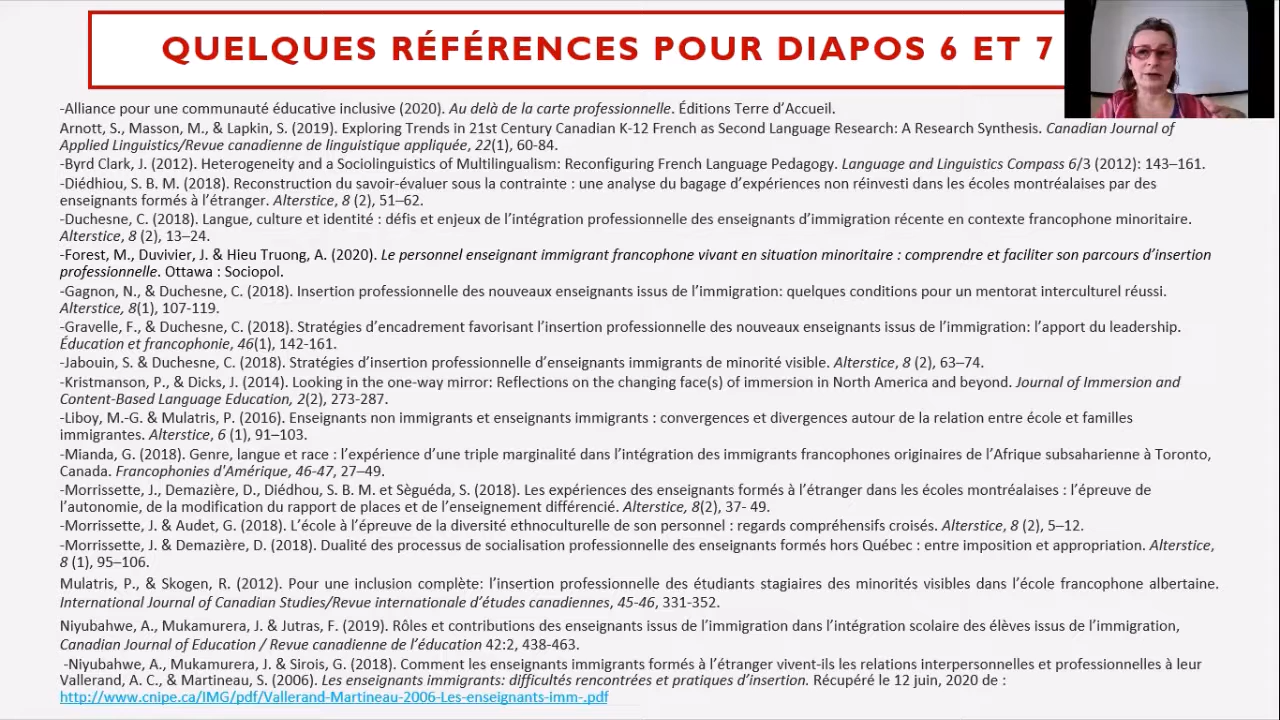 QUELQUES RÉFÉRENCES POUR DIAPOS 6 ET 7
-Alliance pour une communauté éducative inclusive (2020). Au delà de la carte professionnelle. Éditions Terre d’Accueil.
Arnott, S., Masson, M., & Lapkin, S. (2019). Exploring Trends in 21st Century Canadian K-12 French as Second Language Research: A Research Synthesis. Canadian Journal of
Applied Linguistics/Revue canadienne de linguistique appliquée, 22(1), 60-84.
-Byrd Clark, J. (2012). Heterogeneity and a Sociolinguistics of Multilingualism: Reconfiguring French Language Pedagogy. Language and Linguistics Compass 6/3 (2012): 143–161.
-Diédhiou, S. B. M. (2018). Reconstruction du savoir-évaluer sous la contrainte : une analyse du bagage d’expériences non réinvesti dans les écoles montréalaises par des
enseignants formés à l’étranger. Alterstice, 8 (2), 51–62.
-Duchesne, C. (2018). Langue, culture et identité : défis et enjeux de l’intégration professionnelle des enseignants d’immigration récente en contexte francophone minoritaire.
Alterstice, 8 (2), 13–24.
-Forest, M., Duvivier, J. & Hieu Truong, A. (2020). Le personnel enseignant immigrant francophone vivant en situation minoritaire : comprendre et faciliter son parcours d’insertion
professionnelle. Ottawa : Sociopol.
-Gagnon, N., & Duchesne, C. (2018). Insertion professionnelle des nouveaux enseignants issus de l’immigration: quelques conditions pour un mentorat interculturel réussi.
Alterstice, 8(1), 107-119.
-Gravelle, F., & Duchesne, C. (2018). Stratégies d’encadrement favorisant l’insertion professionnelle des nouveaux enseignants issus de l’immigration: l’apport du leadership.
Éducation et francophonie, 46(1), 142-161.
-Jabouin, S. & Duchesne, C. (2018). Stratégies d’insertion professionnelle d’enseignants immigrants de minorité visible. Alterstice, 8 (2), 63–74.
-Kristmanson, P., & Dicks, J. (2014). Looking in the one-way mirror: Reflections on the changing face(s) of immersion in North America and beyond. Journal of Immersion and
Content-Based Language Education, 2(2), 273-287.
-Liboy, M.-G. & Mulatris, P. (2016). Enseignants non immigrants et enseignants immigrants : convergences et divergences autour de la relation entre école et familles
immigrantes. Alterstice, 6 (1), 91–103.
-Mianda, G. (2018). Genre, langue et race : l’expérience d’une triple marginalité dans l’intégration des immigrants francophones originaires de l’Afrique subsaharienne à Toronto,
Canada. Francophonies d'Amérique, 46-47, 27–49.
-Morrissette, J., Demazière, D., Diédhou, S. B. M. et Sèguéda, S. (2018). Les expériences des enseignants formés à l’étranger dans les écoles montréalaises : l’épreuve de
l’autonomie, de la modification du rapport de places et de l’enseignement différencié. Alterstice, 8(2), 37- 49.
-Morrissette, J. & Audet, G. (2018). L’école à l’épreuve de la diversité ethnoculturelle de son personnel : regards compréhensifs croisés. Alterstice, 8 (2), 5–12.
-Morrissette, J. & Demazière, D. (2018). Dualité des processus de socialisation professionnelle des enseignants formés hors Québec : entre imposition et appropriation. Alterstice,
8 (1), 95–106.
Mulatris, P., & Skogen, R. (2012). Pour une inclusion complète: l’insertion professionnelle des étudiants stagiaires des minorités visibles dans l’école francophone albertaine.
International Journal of Canadian Studies/Revue internationale d’études canadiennes, 45-46, 331-352.
Niyubahwe, A., Mukamurera, J. & Jutras, F. (2019). Rôles et contributions des enseignants issus de l’immigration dans l’intégration scolaire des élèves issus de l’immigration,
Canadian Journal of Education / Revue canadienne de l’éducation 42:2, 438-463.
-Niyubahwe, A., Mukamurera, J. & Sirois, G. (2018). Comment les enseignants immigrants formés à l’étranger vivent-ils les relations interpersonnelles et professionnelles à leur
Vallerand, A. C., & Martineau, S. (2006). Les enseignants immigrants: difficultés rencontrées et pratiques d’insertion. Récupéré le 12 juin, 2020 de :
http://www.cnipe.ca/IMG/pdf/Vallerand-Martineau-2006-Les-enseignants-imm-.pdf